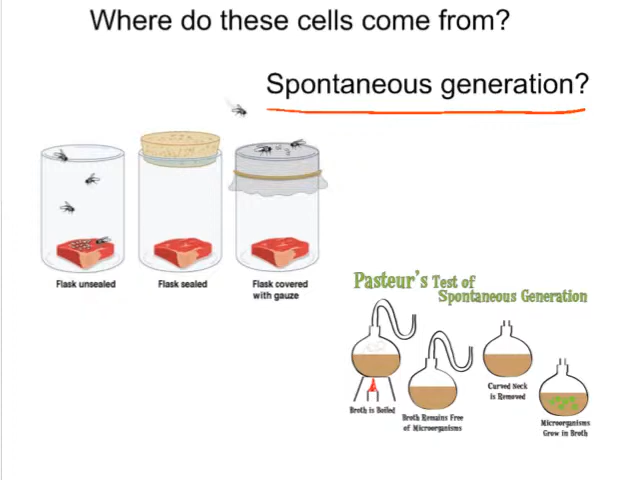 Where do these cells come from?
Spontaneous generation?
Flask unsealed
Flask sealed
Flask covered
with gauze
Pasteur's Test of
Spontaneous Generation
Broth is Boiled
Broth Remains Free
of Microorganisms
Curved Neck
is Removed
Microorganisms
Grow in Broth